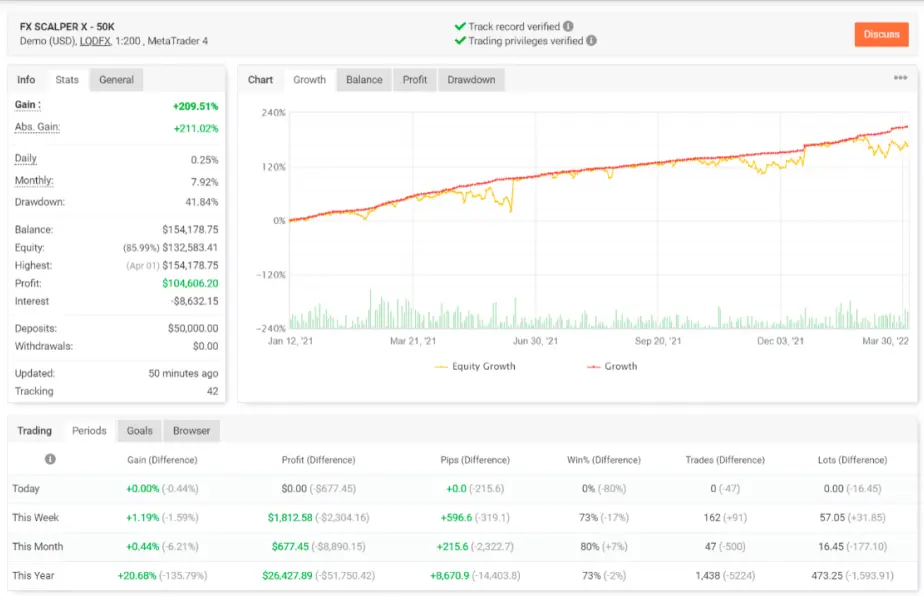 FX SCALPER X - 50K
Demo (USD), LQDFX, 1:200 , MetaTrader 4
Track record verified
Trading privileges verified
Discuss
Info Stats General
Gain : +209.51%
Abs. Gain: +211.02%
Daily 0.25%
Monthly: 7.92%
Drawdown: 41.84%
Balance: $154,178.75
Equity: (85.99%) $132,583.41
Highest: (Apr 01) $154,178.75
Profit: $104,606.20
Interest -$8,632.15
Deposits: $50,000.00
Withdrawals: $0.00
Updated: 50 minutes ago
Tracking 42
Chart Growth Balance Profit Drawdown
240%
120%
0%
-120%
-240%
Jan 12, '21 Mar 21, '21 Jun 30, '21 Sep 20, '21 Dec 03, '21 Mar 30, '22
Equity Growth Growth
Trading Periods Goals Browser
Gain (Difference) Profit (Difference) Pips (Difference) Win% (Difference) Trades (Difference) Lots (Difference)
Today +0.00% (-0.44%) $0.00 (-$677.45) +0.0 (-215.6) 0% (-80%) 0 (-47) 0.00 (-16.45)
This Week +1.19% (-1.59%) $1,812.58 (-$2,304.16) +596.6 (-319.1) 73% (-17%) 162 (+91) 57.05 (+31.85)
This Month +0.44% (-6.21%) $677.45 (-$8,890.15) +215.6 (-2,322.7) 80% (+7%) 47 (-500) 16.45 (-177.10)
This Year +20.68% (-135.79%) $26,427.89 (-$51,750.42) +8,670.9 (-14,403.8) 73% (-2%) 1,438 (-5224) 473.25 (-1,593.91)